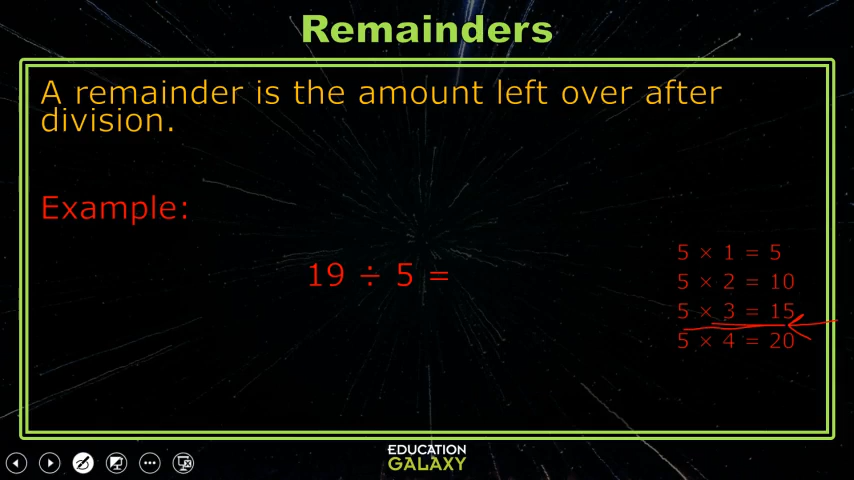 Remainders
A remainder is the amount left over after
division.
Example:
19 ÷ 5 =
5 × 1 = 5
5 × 2 = 10
5 × 3 = 15
5 × 4 = 20
EDUCATION
GALAXY